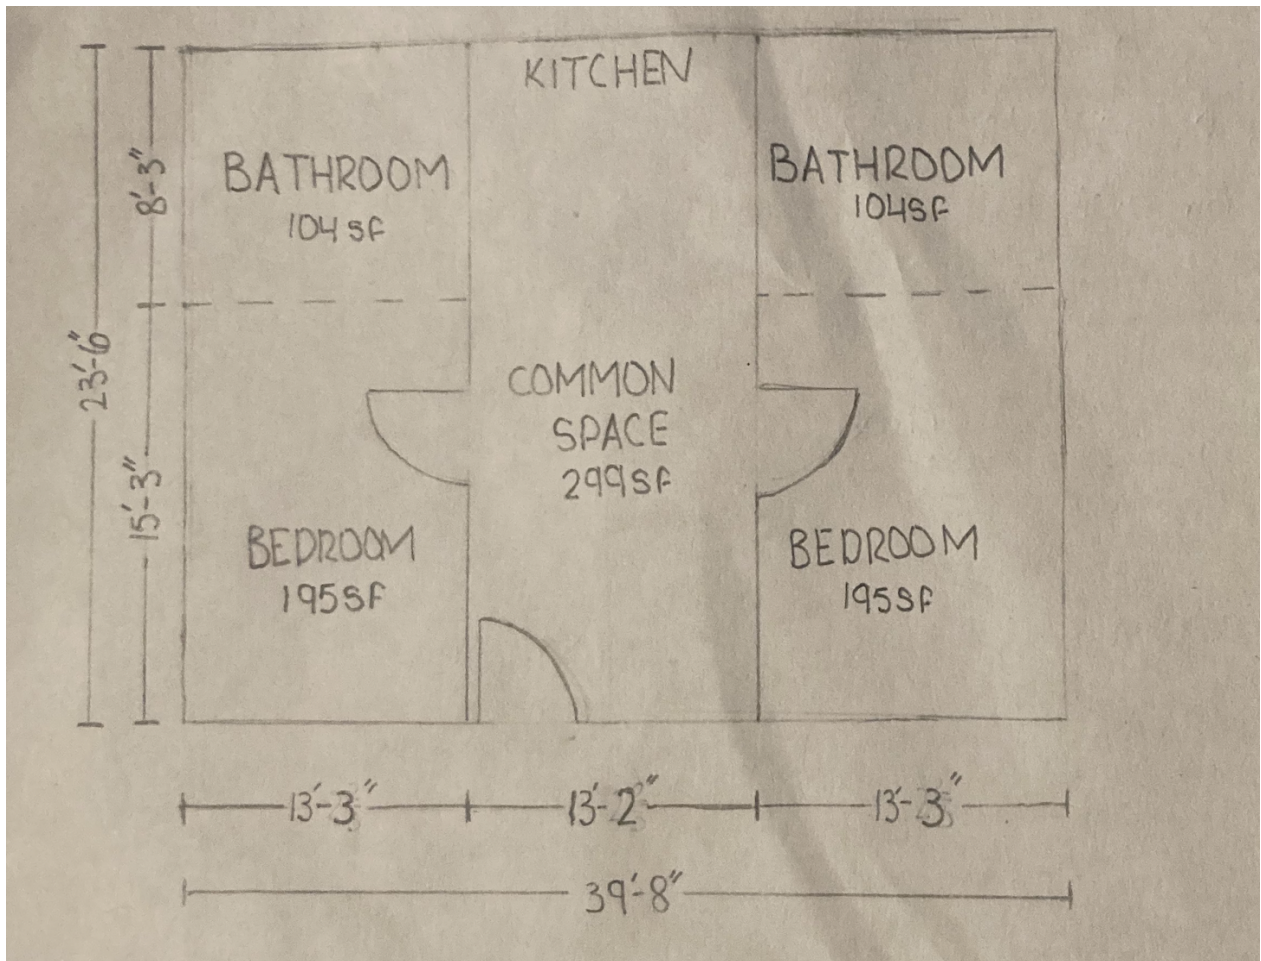 KITCHEN
BATHROOM
104 SF
BATHROOM
104SF
8'-3"
23'-6"
15'-3"
COMMON
SPACE
299SF
BEDROOM
195SF
BEDROOM
195SF
13'-3"
13'-2"
13'-3"
39'-8"